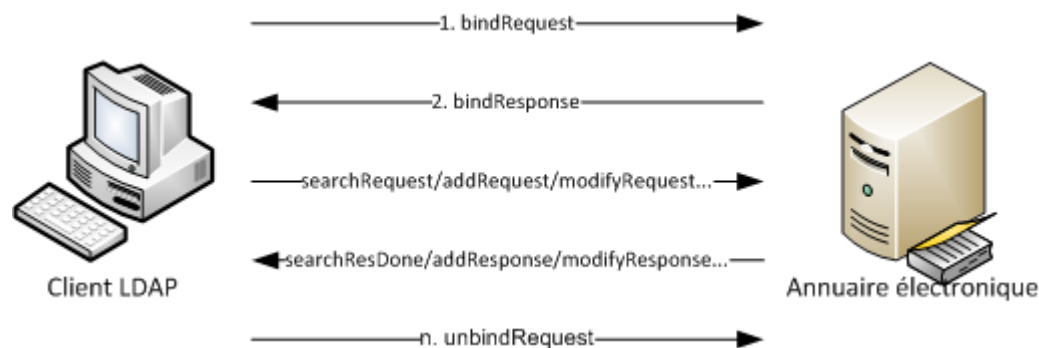 1. bindRequest
2. bindResponse
searchRequest/addRequest/modifyRequest...
searchResDone/addResponse/modifyResponse...
Client LDAP
Annuaire électronique
n. unbindRequest